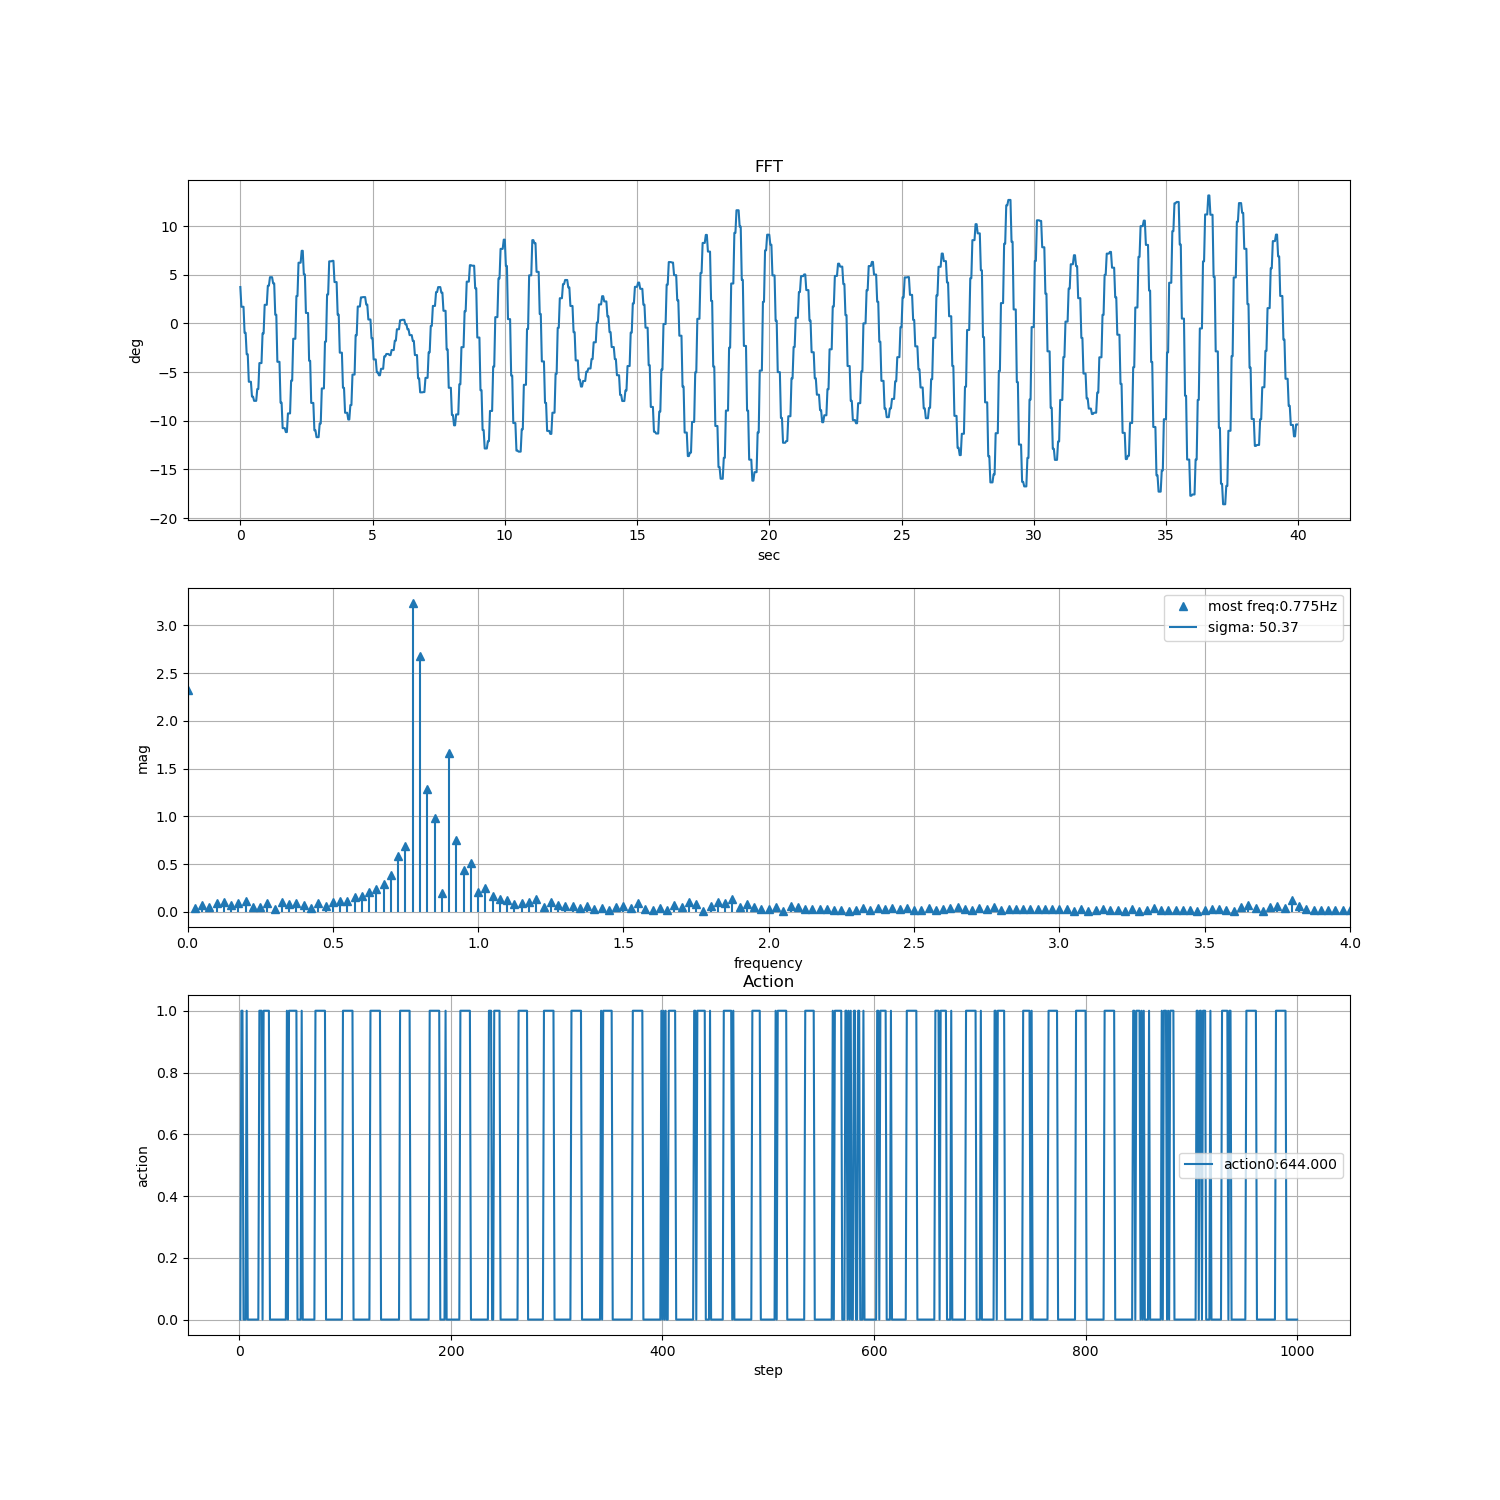 FFT
10
5
0
−5
−10
−15
−20
deg
0 5 10 15 20 25 30 35 40
sec
most freq:0.775Hz
sigma: 50.37
3.0
2.5
2.0
1.5
1.0
0.5
0.0
mag
0.0 0.5 1.0 1.5 2.0 2.5 3.0 3.5 4.0
frequency
Action
1.0
0.8
0.6
0.4
0.2
0.0
action
action0:644.000
0 200 400 600 800 1000
step